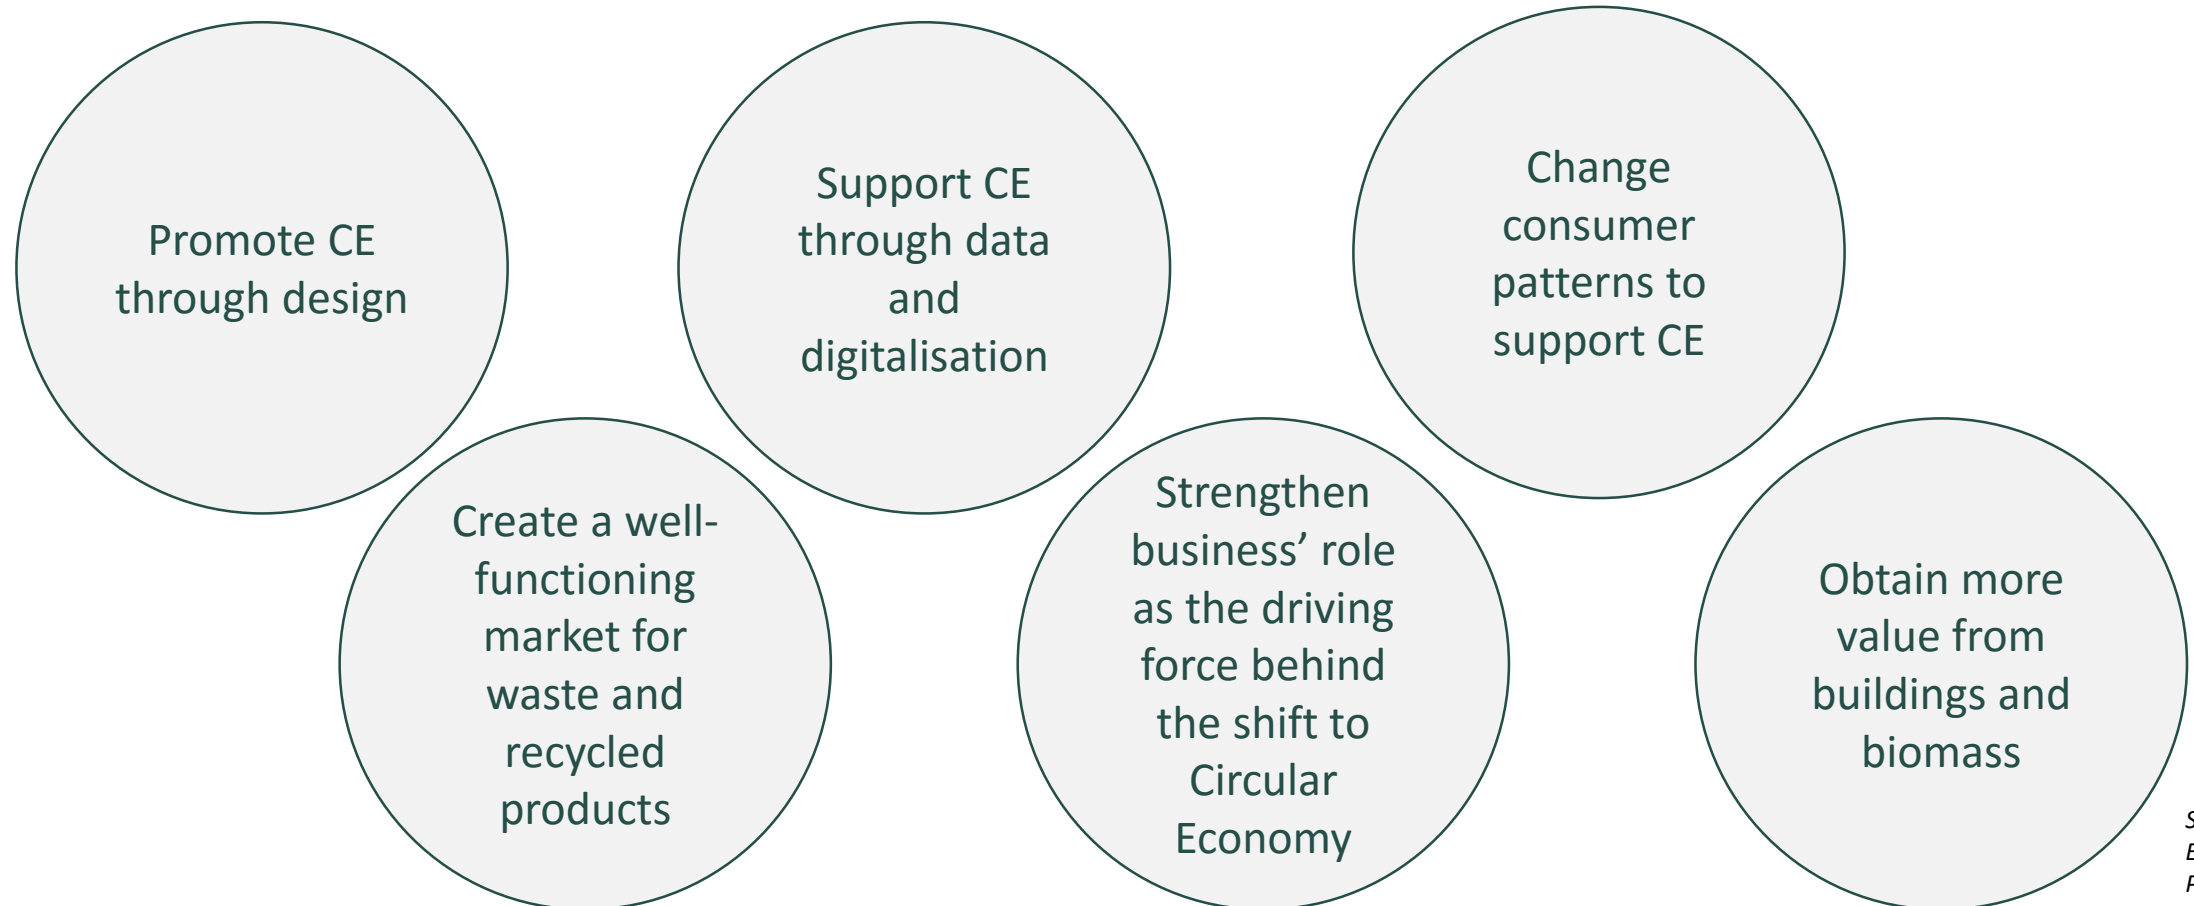 Promote CE
through design
Support CE
through data
and
digitalisation
Change
consumer
patterns to
support CE
Create a well-
functioning
market for
waste and
recycled
products
Strengthen
business’ role
as the driving
force behind
the shift to
Circular
Economy
Obtain more
value from
buildings and
biomass